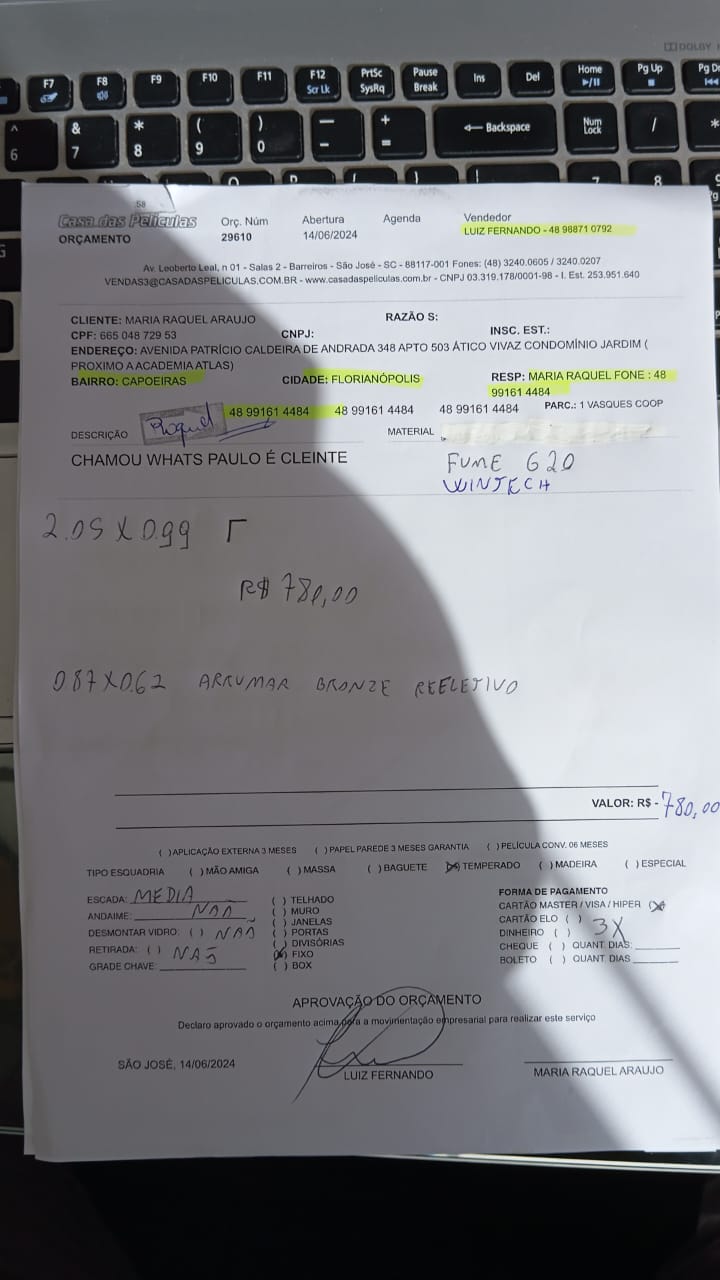 DOLBY
F7 F8 F9 F10 F11 F12 PrtSc Pause Ins Del Home Pg Up
Scr Lk SysRq Break
^ & * ( ) — + ← Backspace Num Lock / *
6 7 8 9 0 - =
58
Casa das Películas Orç. Núm Abertura Agenda Vendedor
ORÇAMENTO 29610 14/06/2024 LUIZ FERNANDO - 48 98871 0792
Av. Leoberto Leal, n 01 - Salas 2 - Barreiros - São José - SC - 88117-001 Fones: (48) 3240.0605 / 3240.0207
VENDAS3@CASADASPELICULAS.COM.BR - www.casadaspeliculas.com.br - CNPJ 03.319.178/0001-98 - I. Est. 253.951.640
CLIENTE: MARIA RAQUEL ARAUJO RAZÃO S:
CPF: 665 048 729 53 CNPJ: INSC. EST.:
ENDEREÇO: AVENIDA PATRÍCIO CALDEIRA DE ANDRADA 348 APTO 503 ÁTICO VIVAZ CONDOMÍNIO JARDIM (
PROXIMO A ACADEMIA ATLAS)
BAIRRO: CAPOEIRAS CIDADE: FLORIANÓPOLIS RESP: MARIA RAQUEL FONE : 48
99161 4484
48 99161 4484 48 99161 4484 48 99161 4484 PARC.: 1 VASQUES COOP
DESCRIÇÃO Raquel MATERIAL
CHAMOU WHATS PAULO É CLEINTE FUME G20
WINTECH
2.05 X 0.99 Γ
R$ 780,00
0.87 X 0.62 ARRUMAR BRONZE REFLETIVO
VALOR: R$ - 780,00
( )APLICAÇÃO EXTERNA 3 MESES ( ) PAPEL PAREDE 3 MESES GARANTIA ( ) PELÍCULA CONV. 06 MESES
TIPO ESQUADRIA ( ) MÃO AMIGA ( ) MASSA ( ) BAGUETE (X) TEMPERADO ( ) MADEIRA ( ) ESPECIAL
ESCADA: MEDIA ( ) TELHADO FORMA DE PAGAMENTO
ANDAIME: NÃO ( ) MURO CARTÃO MASTER / VISA / HIPER (X)
( ) JANELAS CARTÃO ELO ( ) 3X
DESMONTAR VIDRO: ( ) NÃO ( ) PORTAS DINHEIRO ( )
( ) DIVISÓRIAS CHEQUE ( ) QUANT. DIAS:
RETIRADA: ( ) NÃO (X) FIXO BOLETO ( ) QUANT DIAS
GRADE CHAVE: ( ) BOX
APROVAÇÃO DO ORÇAMENTO
Declaro aprovado o orçamento acima para a movimentação empresarial para realizar este serviço
SÃO JOSÉ, 14/06/2024 LUIZ FERNANDO MARIA RAQUEL ARAUJO